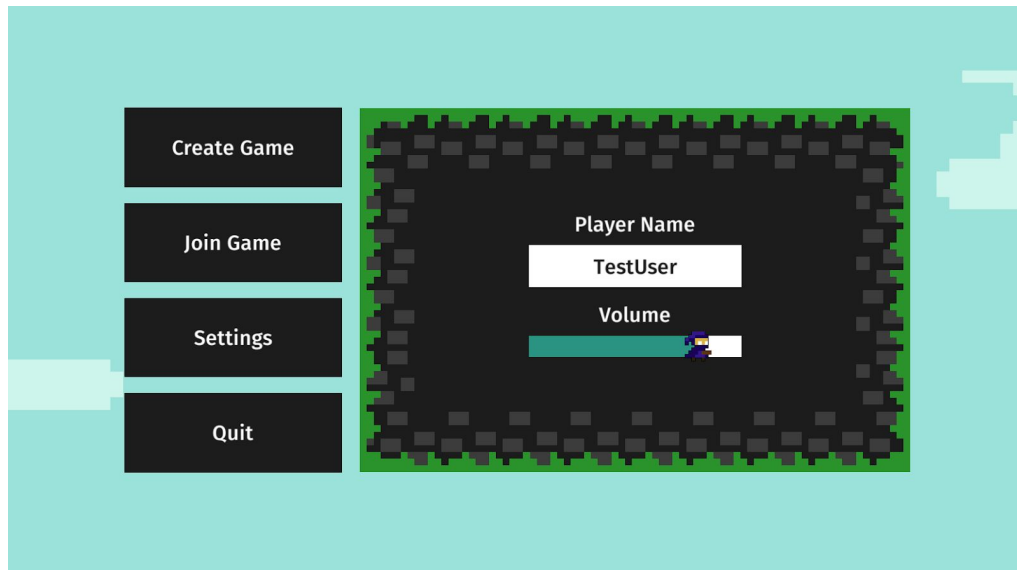 Create Game
Join Game
Settings
Quit
Player Name
TestUser
Volume